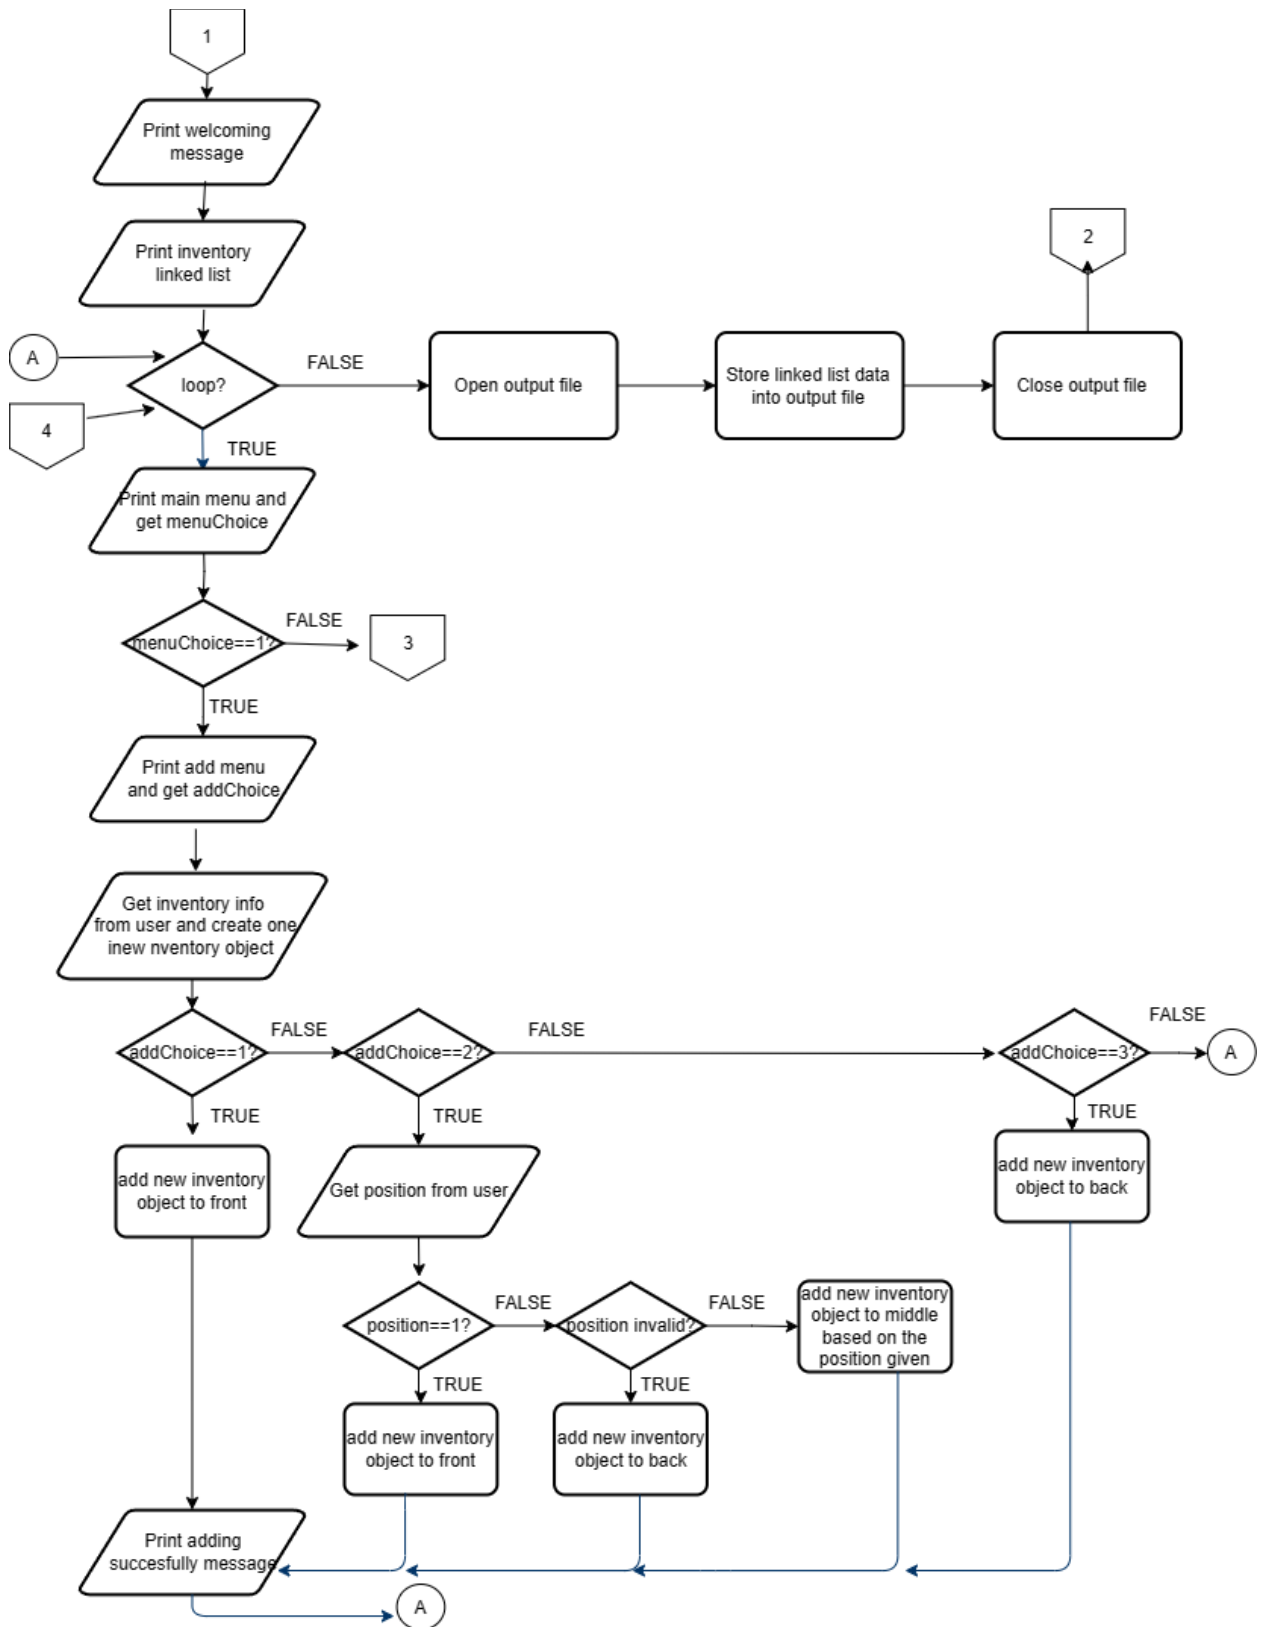 1
Print welcoming
message
Print inventory
linked list
2
A
loop?
FALSE
Open output file
Store linked list data
into output file
Close output file
4
TRUE
Print main menu and
get menuChoice
menuChoice==1?
FALSE
3
TRUE
Print add menu
and get addChoice
Get inventory info
from user and create one
inew nventory object
addChoice==1?
FALSE
addChoice==2?
FALSE
addChoice==3?
FALSE
A
TRUE
TRUE
TRUE
add new inventory
object to front
Get position from user
add new inventory
object to back
position==1?
FALSE
position invalid?
FALSE
add new inventory
object to middle
based on the
position given
TRUE
TRUE
add new inventory
object to front
add new inventory
object to back
Print adding
succesfully message
A